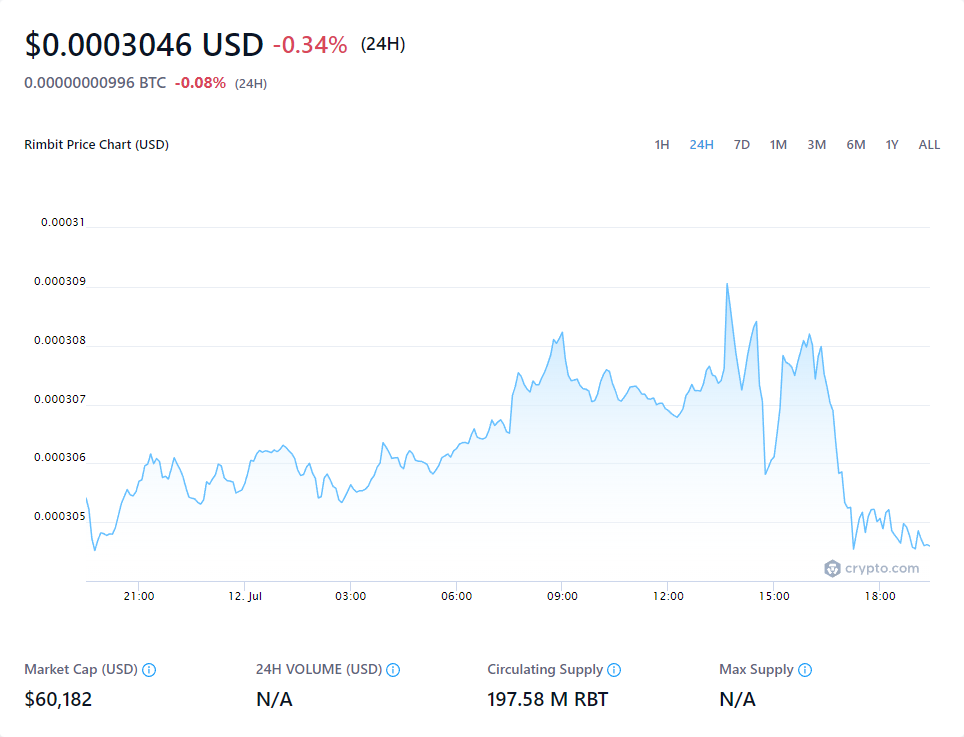 $0.0003046 USD -0.34% (24H)
0.00000000996 BTC -0.08% (24H)
Rimbit Price Chart (USD) 1H 24H 7D 1M 3M 6M 1Y ALL
0.00031
0.000309
0.000308
0.000307
0.000306
0.000305
crypto.com
21:00 12. Jul 03:00 06:00 09:00 12:00 15:00 18:00
Market Cap (USD) 24H VOLUME (USD) Circulating Supply Max Supply
$60,182 N/A 197.58 M RBT N/A